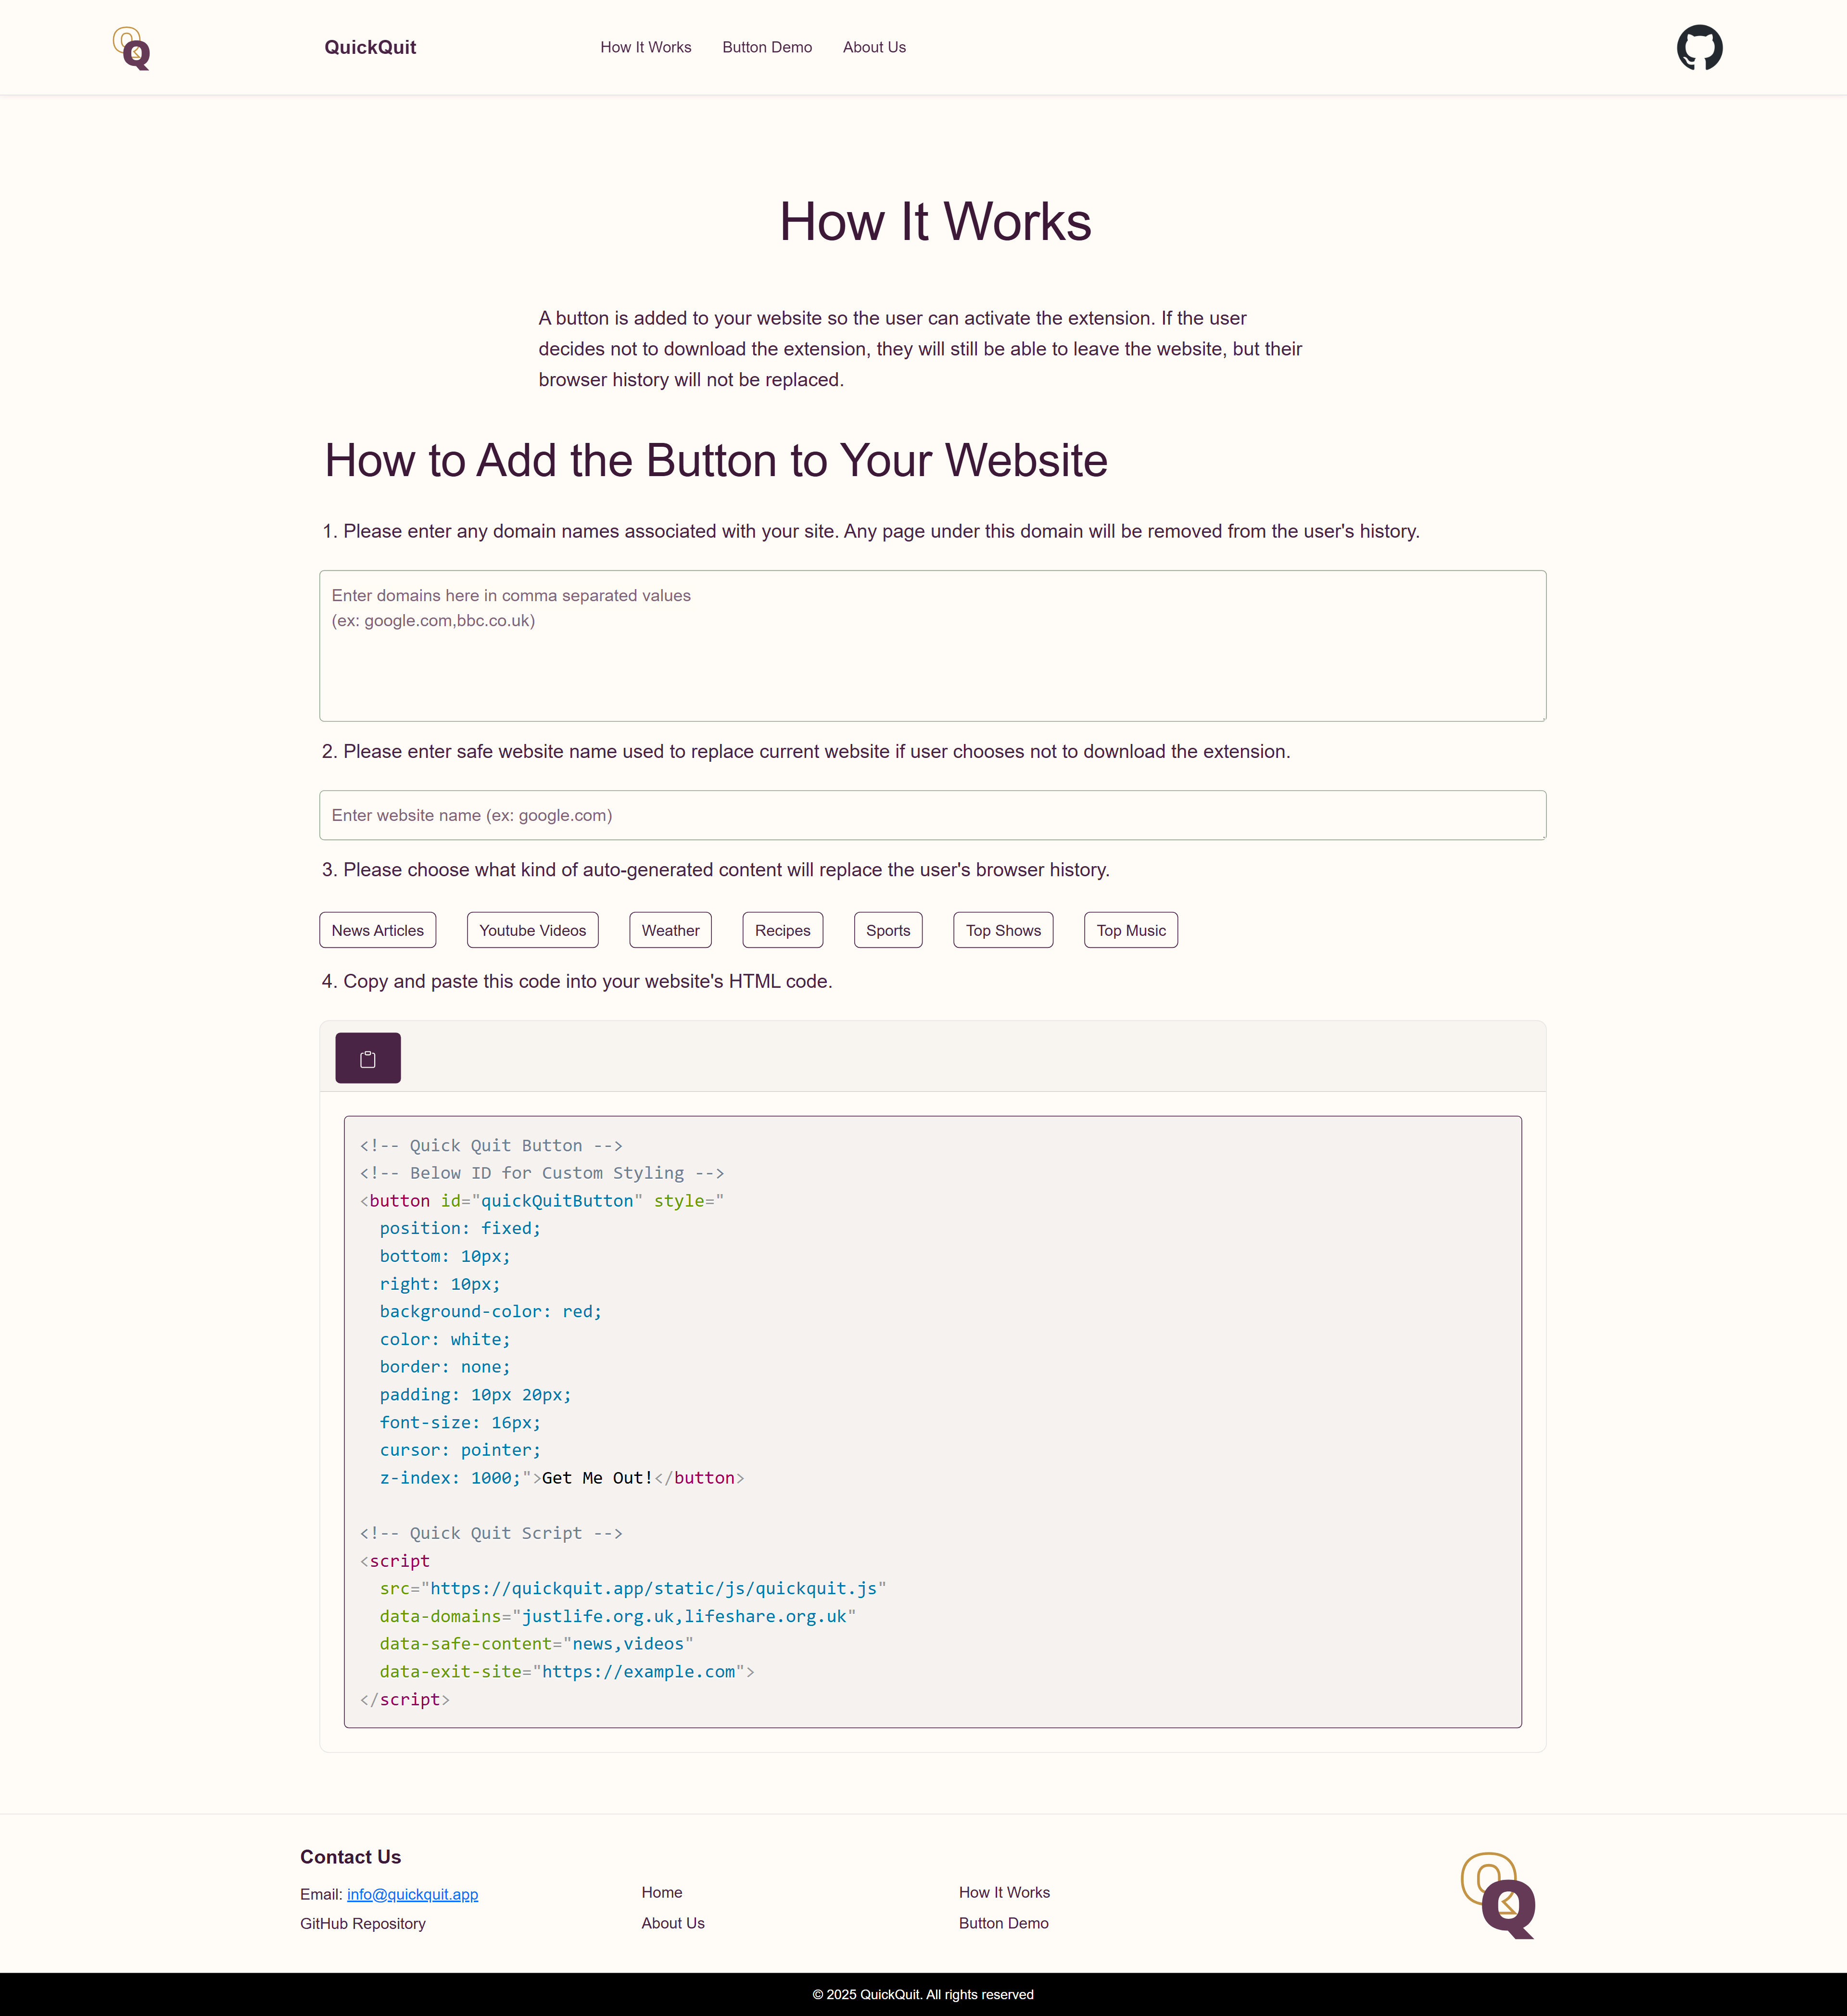 QuickQuit
How It Works
Button Demo
About Us
How It Works
A button is added to your website so the user can activate the extension. If the user
decides not to download the extension, they will still be able to leave the website, but their
browser history will not be replaced.
How to Add the Button to Your Website
1. Please enter any domain names associated with your site. Any page under this domain will be removed from the user's history.
Enter domains here in comma separated values
(ex: google.com,bbc.co.uk)
2. Please enter safe website name used to replace current website if user chooses not to download the extension.
Enter website name (ex: google.com)
3. Please choose what kind of auto-generated content will replace the user's browser history.
News Articles
Youtube Videos
Weather
Recipes
Sports
Top Shows
Top Music
4. Copy and paste this code into your website's HTML code.
<!-- Quick Quit Button -->
<!-- Below ID for Custom Styling -->
<button id="quickQuitButton" style="
  position: fixed;
  bottom: 10px;
  right: 10px;
  background-color: red;
  color: white;
  border: none;
  padding: 10px 20px;
  font-size: 16px;
  cursor: pointer;
  z-index: 1000;">Get Me Out!</button>
<!-- Quick Quit Script -->
<script
  src="https://quickquit.app/static/js/quickquit.js"
  data-domains="justlife.org.uk,lifeshare.org.uk"
  data-safe-content="news,videos"
  data-exit-site="https://example.com">
</script>
Contact Us
Email: info@quickquit.app
GitHub Repository
Home
About Us
How It Works
Button Demo
© 2025 QuickQuit. All rights reserved